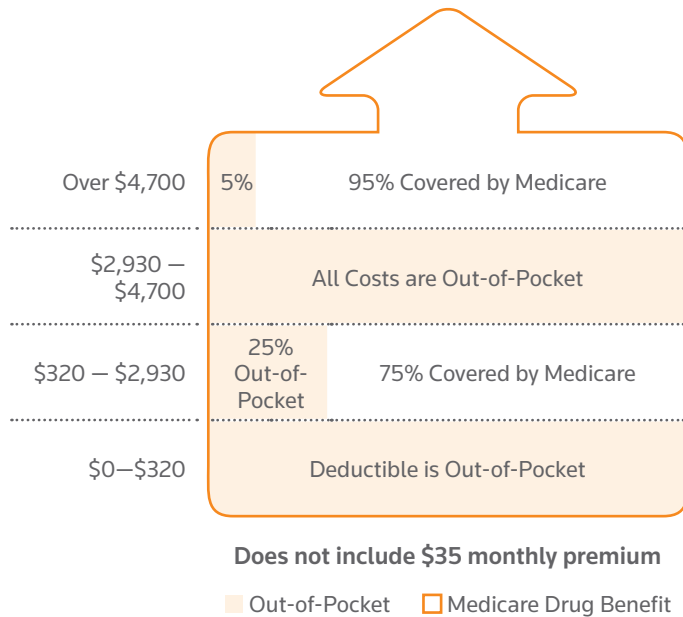 Over $4,700
5%
95% Covered by Medicare
$2,930 —
$4,700
All Costs are Out-of-Pocket
$320 — $2,930
25%
Out-of-
Pocket
75% Covered by Medicare
$0—$320
Deductible is Out-of-Pocket
Does not include $35 monthly premium
Out-of-Pocket
Medicare Drug Benefit